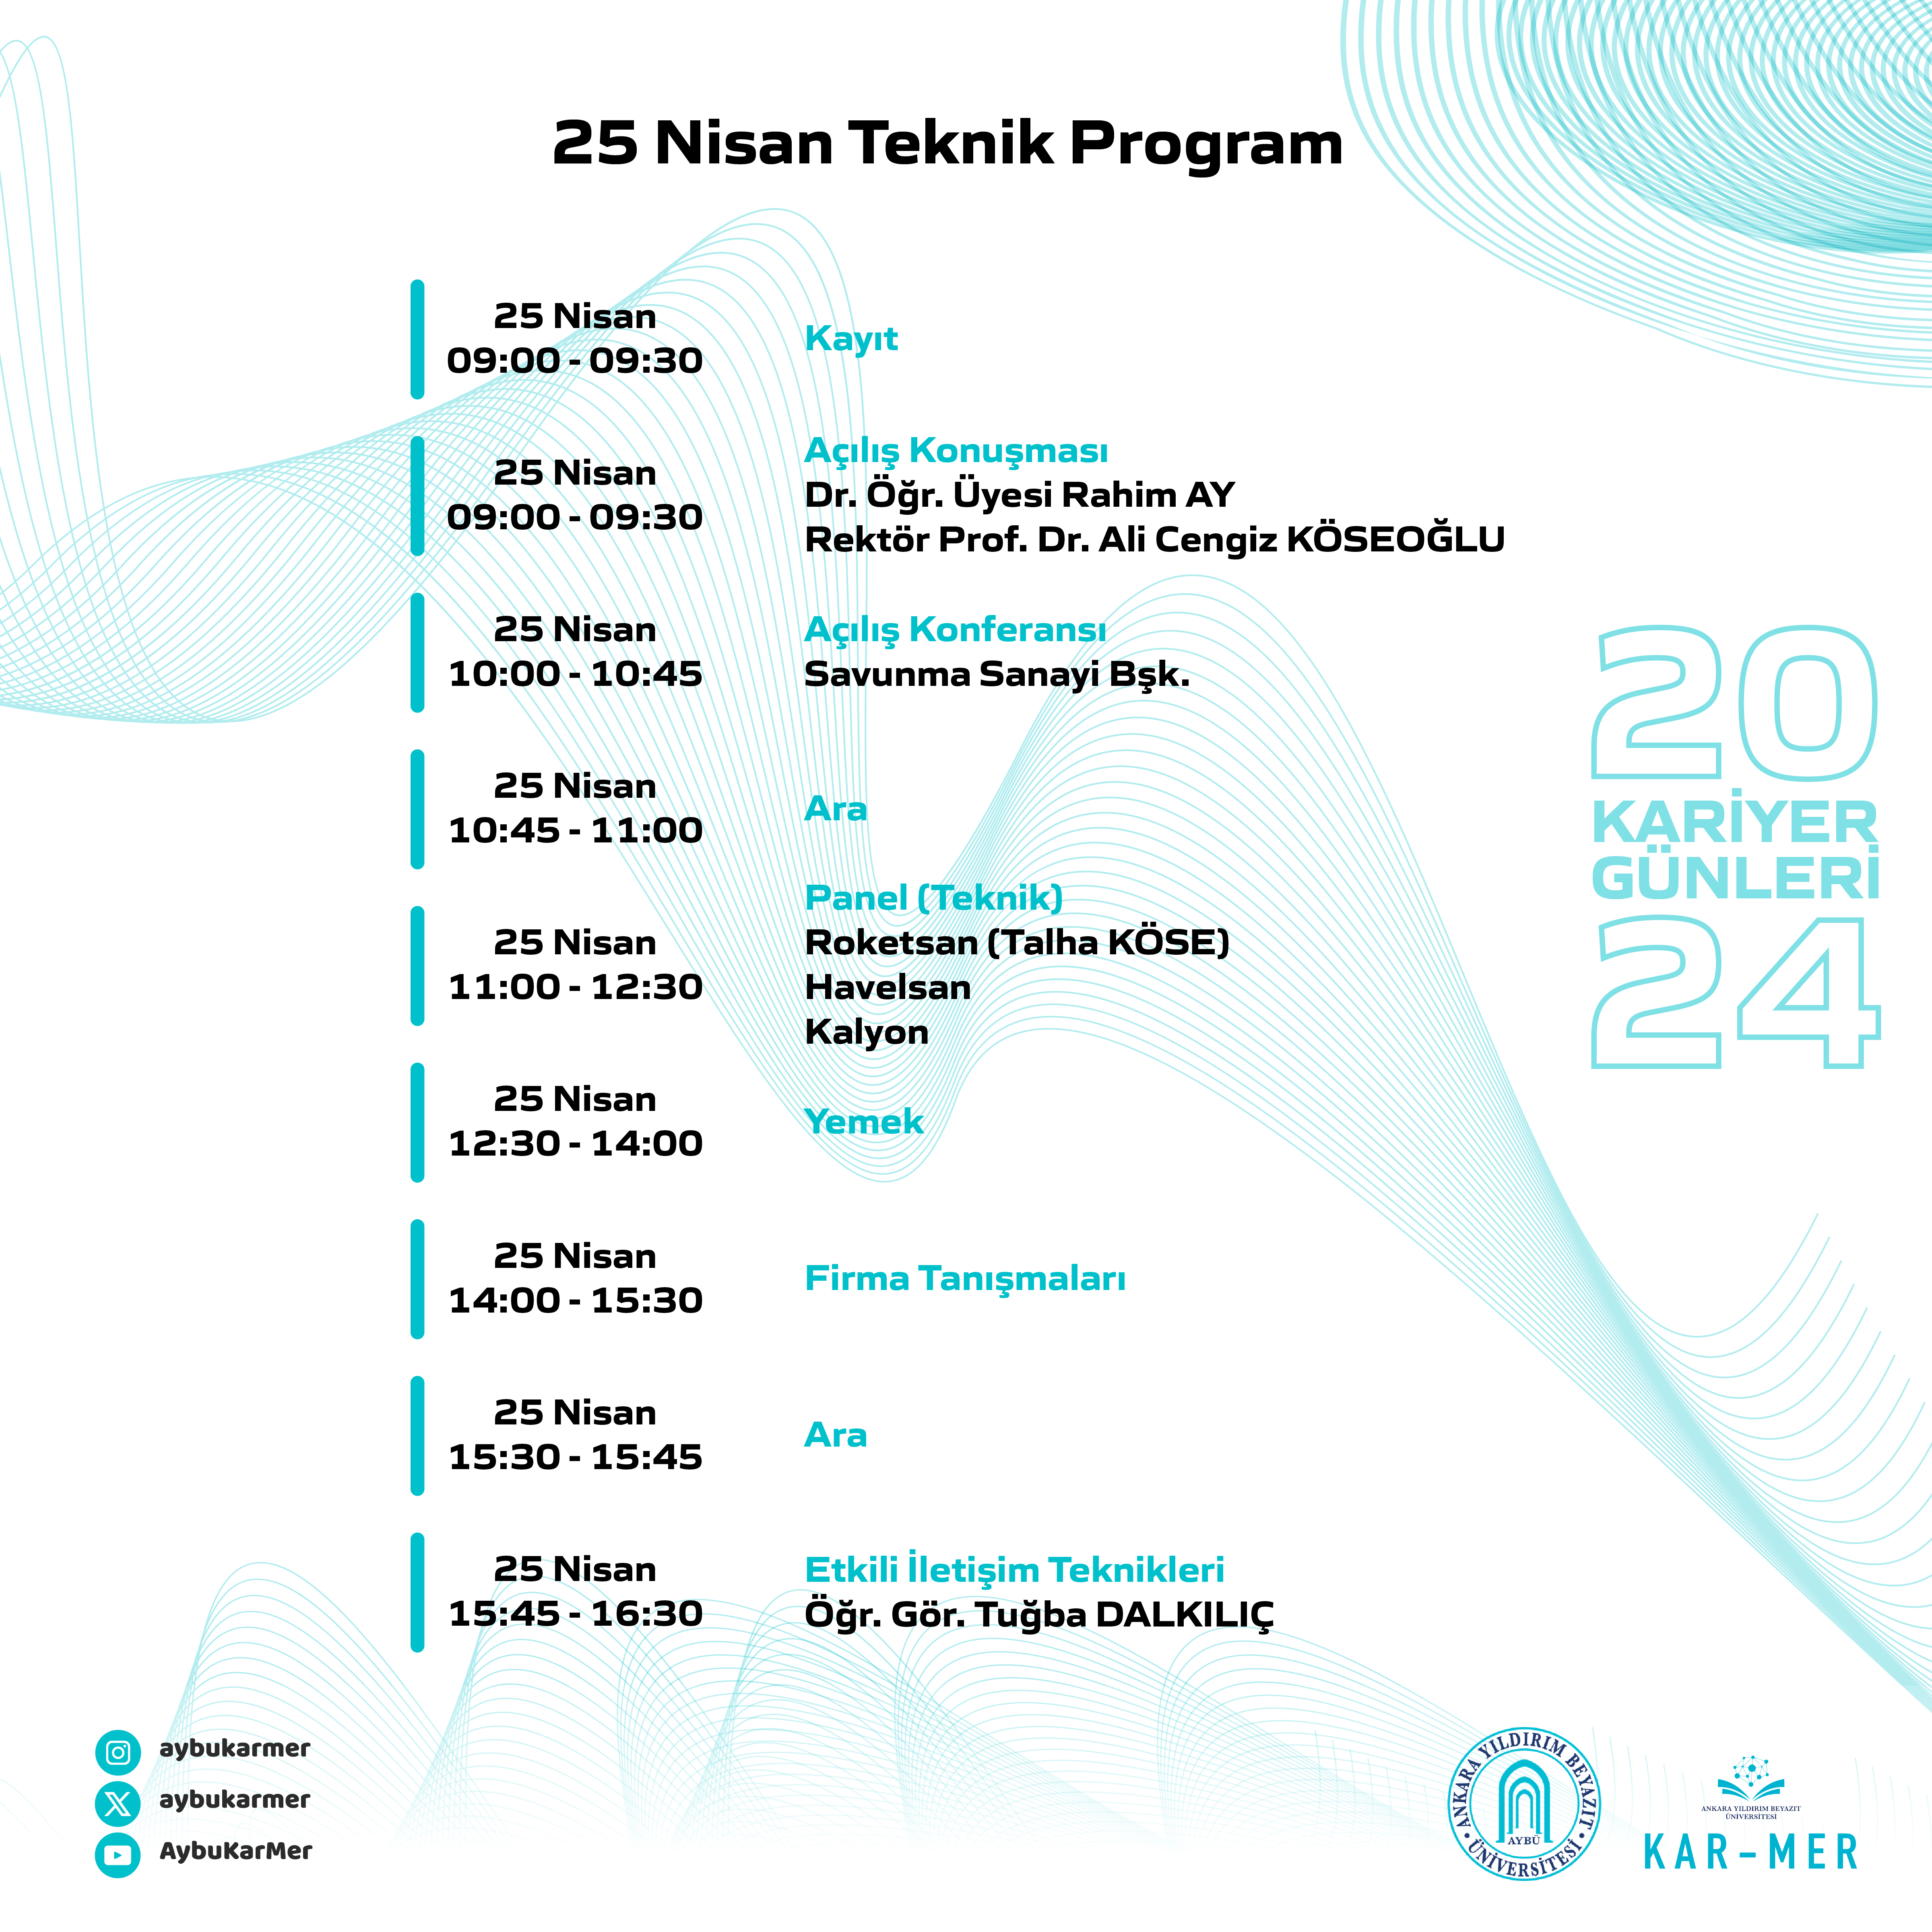 25 Nisan Teknik Program
25 Nisan
09:00 - 09:30
Kayıt
25 Nisan
09:00 - 09:30
Açılış Konuşması
Dr. Öğr. Üyesi Rahim AY
Rektör Prof. Dr. Ali Cengiz KÖSEOĞLU
25 Nisan
10:00 - 10:45
Açılış Konferansı
Savunma Sanayi Bşk.
25 Nisan
10:45 - 11:00
Ara
25 Nisan
11:00 - 12:30
Panel (Teknik)
Roketsan (Talha KÖSE)
Havelsan
Kalyon
25 Nisan
12:30 - 14:00
Yemek
25 Nisan
14:00 - 15:30
Firma Tanışmaları
25 Nisan
15:30 - 15:45
Ara
25 Nisan
15:45 - 16:30
Etkili İletişim Teknikleri
Öğr. Gör. Tuğba DALKILIÇ
20
KARİYER
GÜNLERİ
24
aybukarmer
aybukarmer
AybuKarMer
ANKARA YILDIRIM BEYAZIT
ÜNİVERSİTESİ
AYBÜ
ANKARA YILDIRIM BEYAZIT
ÜNİVERSİTESİ
KAR-MER